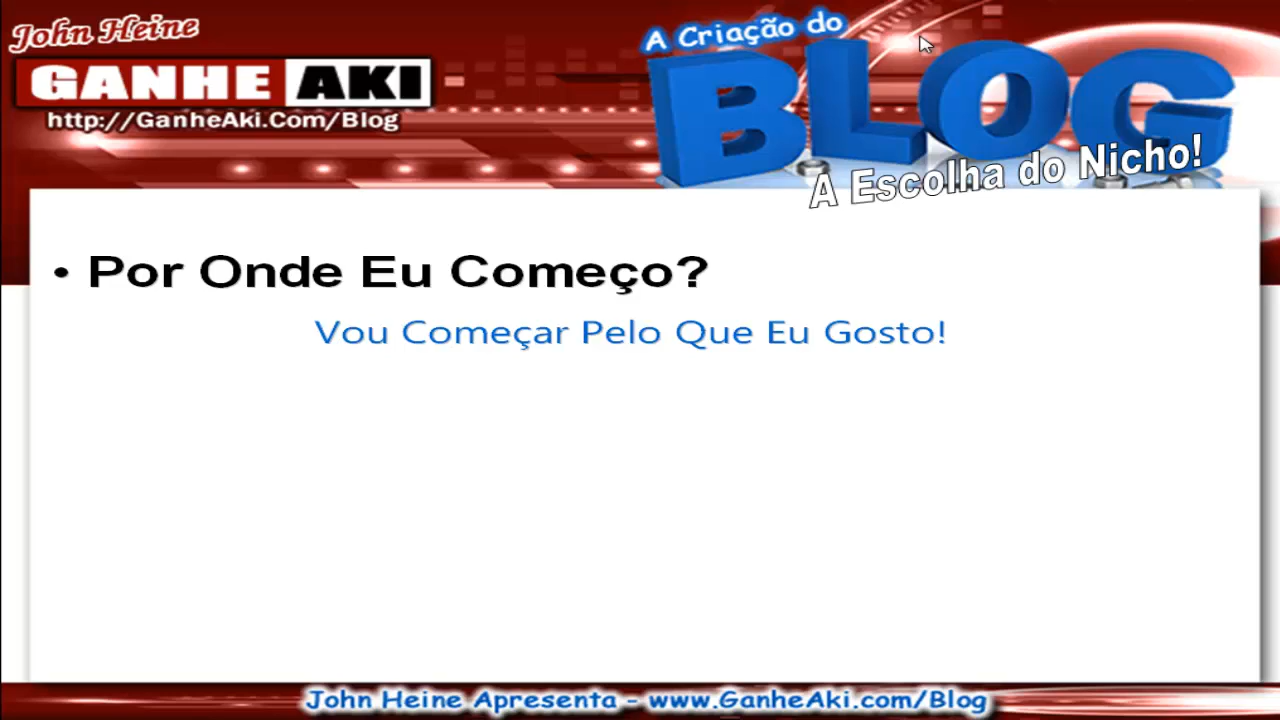 John Heine
GANHE AKI
http://GanheAki.Com/Blog
A Criação do
BLOG
A Escolha do Nicho!
• Por Onde Eu Começo?
Vou Começar Pelo Que Eu Gosto!
John Heine Apresenta - www.GanheAki.com/Blog